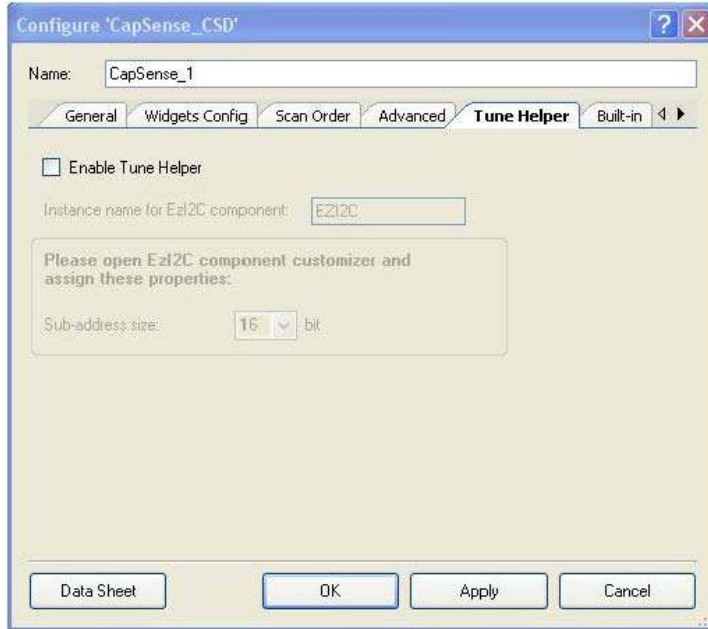 Configure 'CapSense_CSD'
Name: CapSense_1
General Widgets Config Scan Order Advanced Tune Helper Built-in
Enable Tune Helper
Instance name for EzI2C component: EZI2C
Please open EzI2C component customizer and
assign these properties:
Sub-address size: 16 bit
Data Sheet OK Apply Cancel